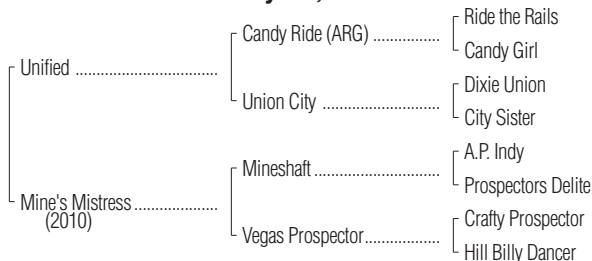 Ride the Rails
Candy Ride (ARG) ................
Candy Girl
Unified ..................................
Dixie Union
Union City ............................
City Sister
A.P. Indy
Mineshaft ..............................
Prospectors Delite
Mine's Mistress ....................
(2010)
Crafty Prospector
Vegas Prospector..................
Hill Billy Dancer